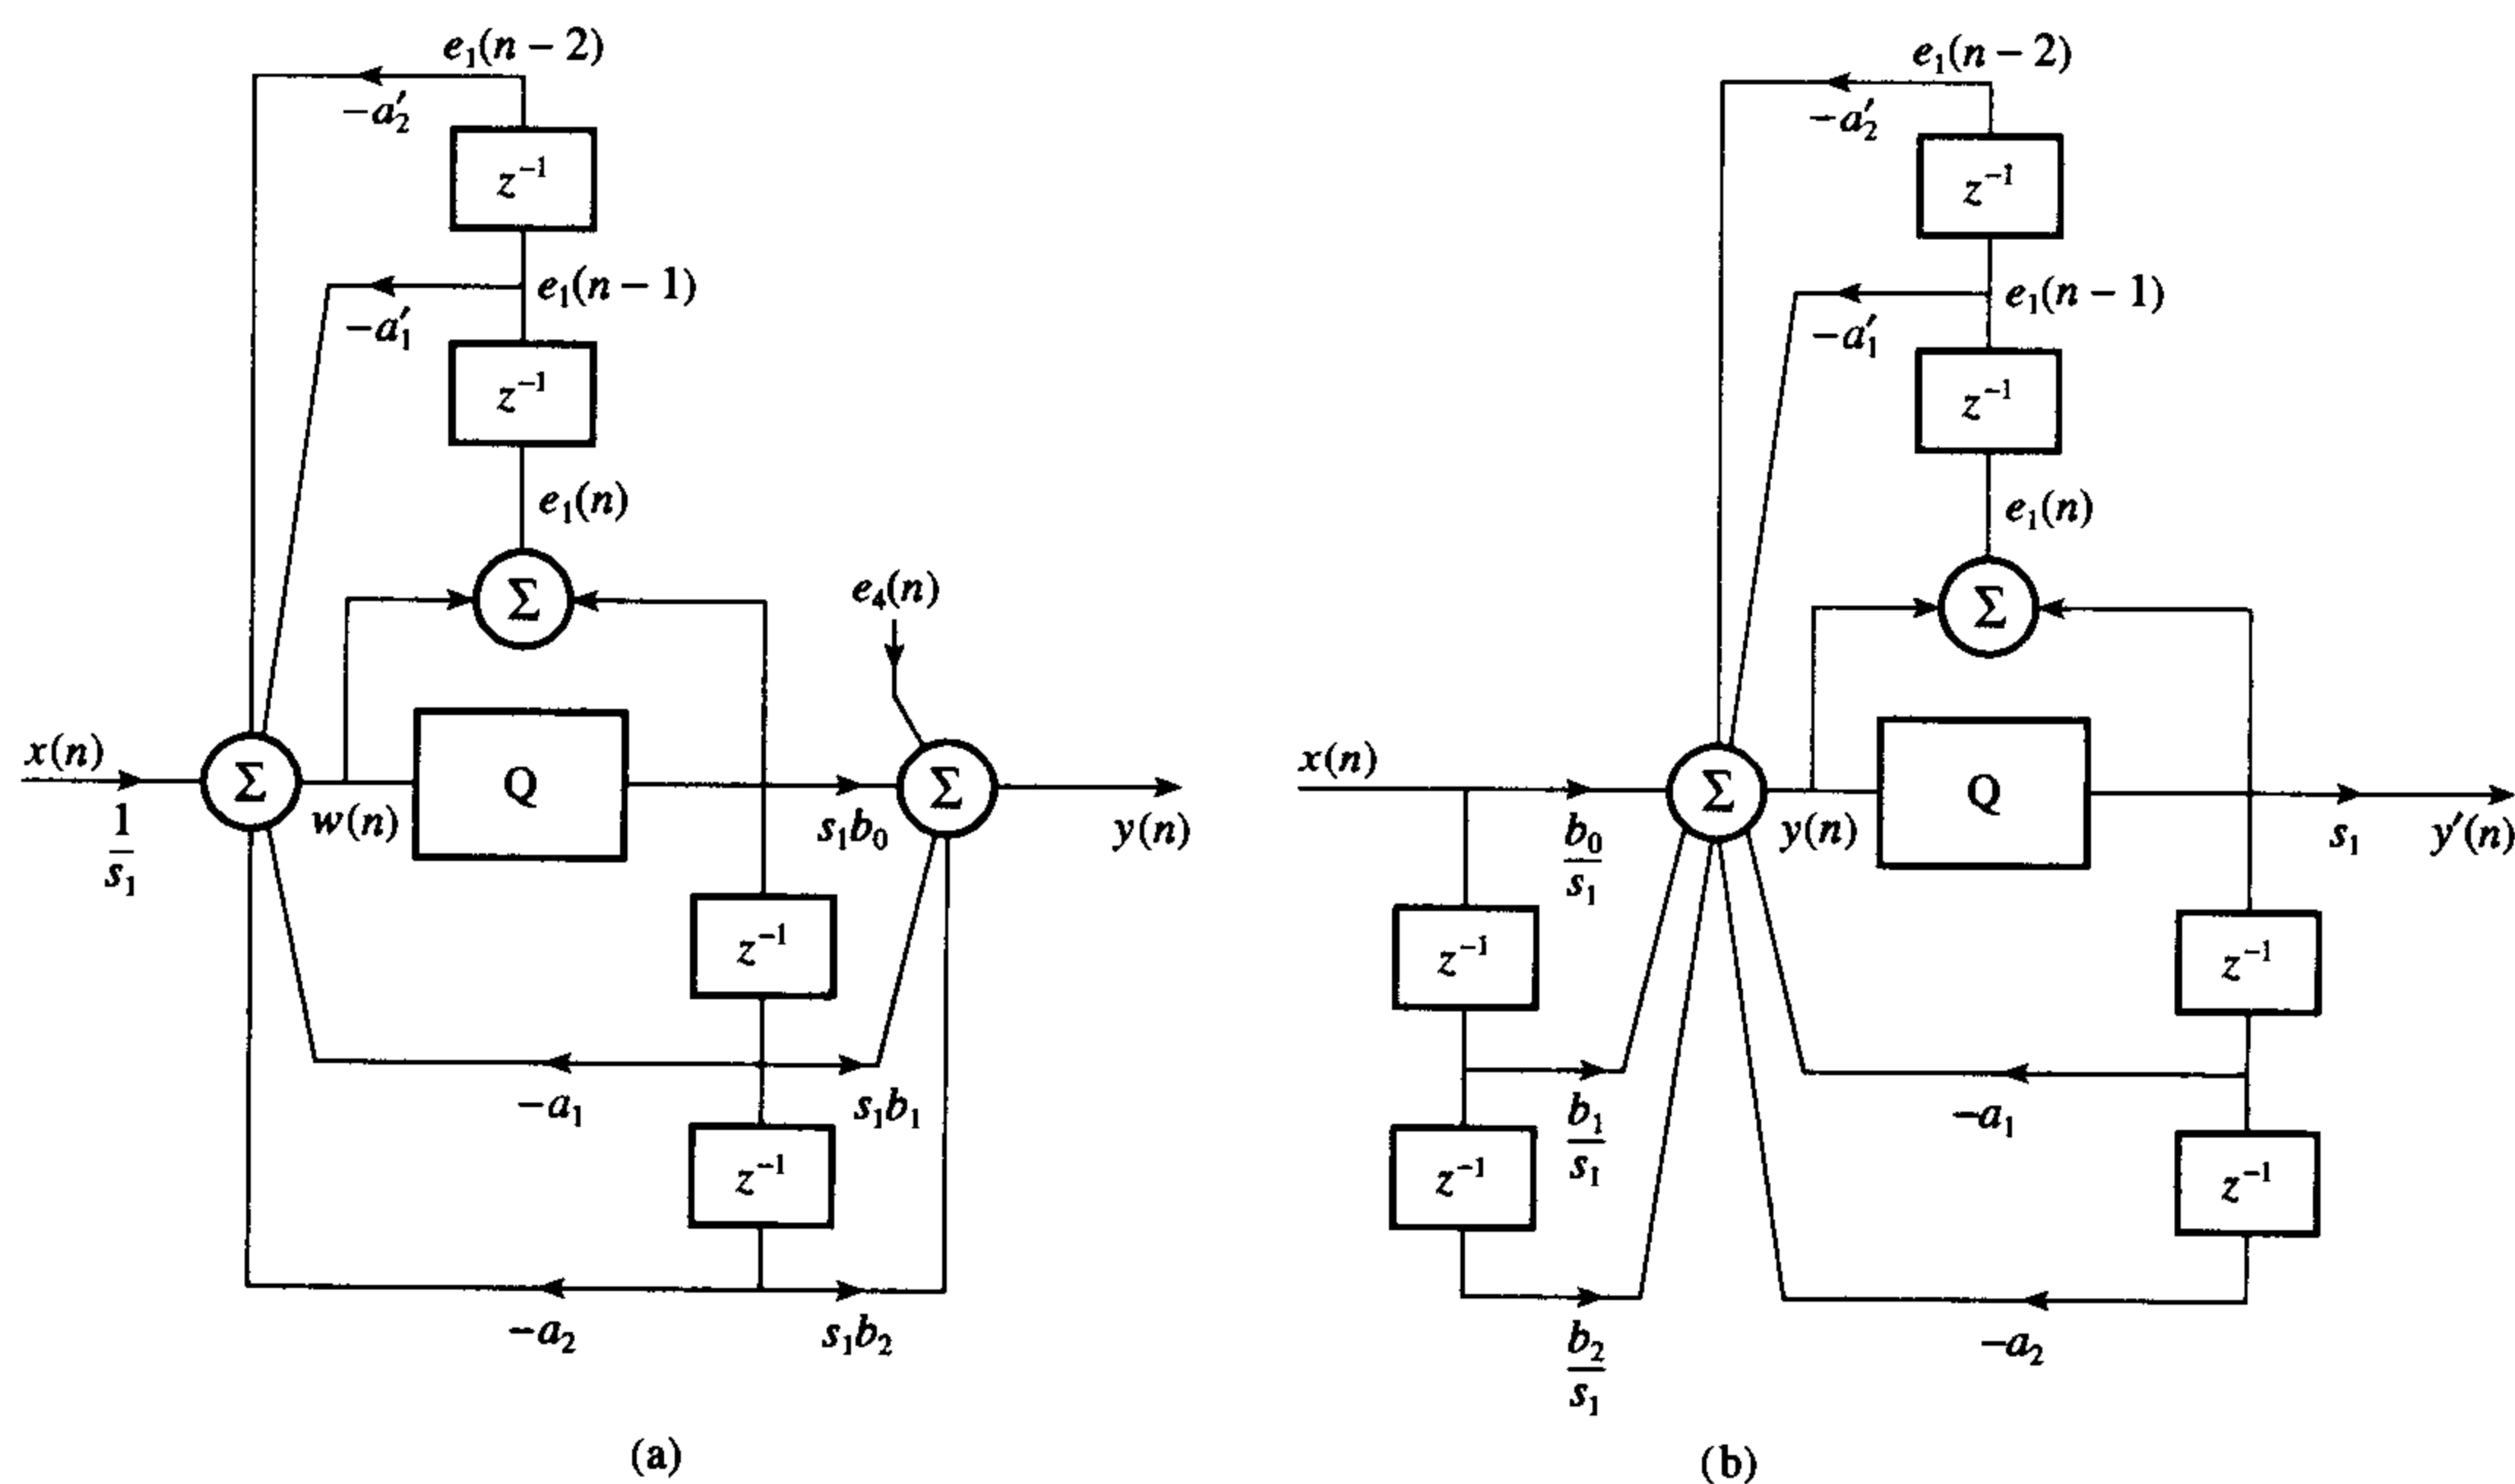 e₁(n − 2)
−a′₂
z⁻¹
e₁(n − 1)
−a′₁
z⁻¹
e₁(n)
Σ
e₄(n)
x(n)
1/s₁
Σ
w(n)
Q
s₁b₀
Σ
y(n)
z⁻¹
−a₁
s₁b₁
z⁻¹
−a₂
s₁b₂
(a)
e₁(n − 2)
−a′₂
z⁻¹
e₁(n − 1)
−a′₁
z⁻¹
e₁(n)
Σ
x(n)
b₀/s₁
Σ
y(n)
Q
s₁
y′(n)
z⁻¹
z⁻¹
b₁/s₁
−a₁
z⁻¹
z⁻¹
b₂/s₁
−a₂
(b)